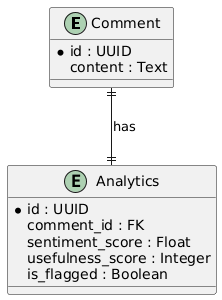 E Comment
* id : UUID
content : Text
has
E Analytics
* id : UUID
comment_id : FK
sentiment_score : Float
usefulness_score : Integer
is_flagged : Boolean